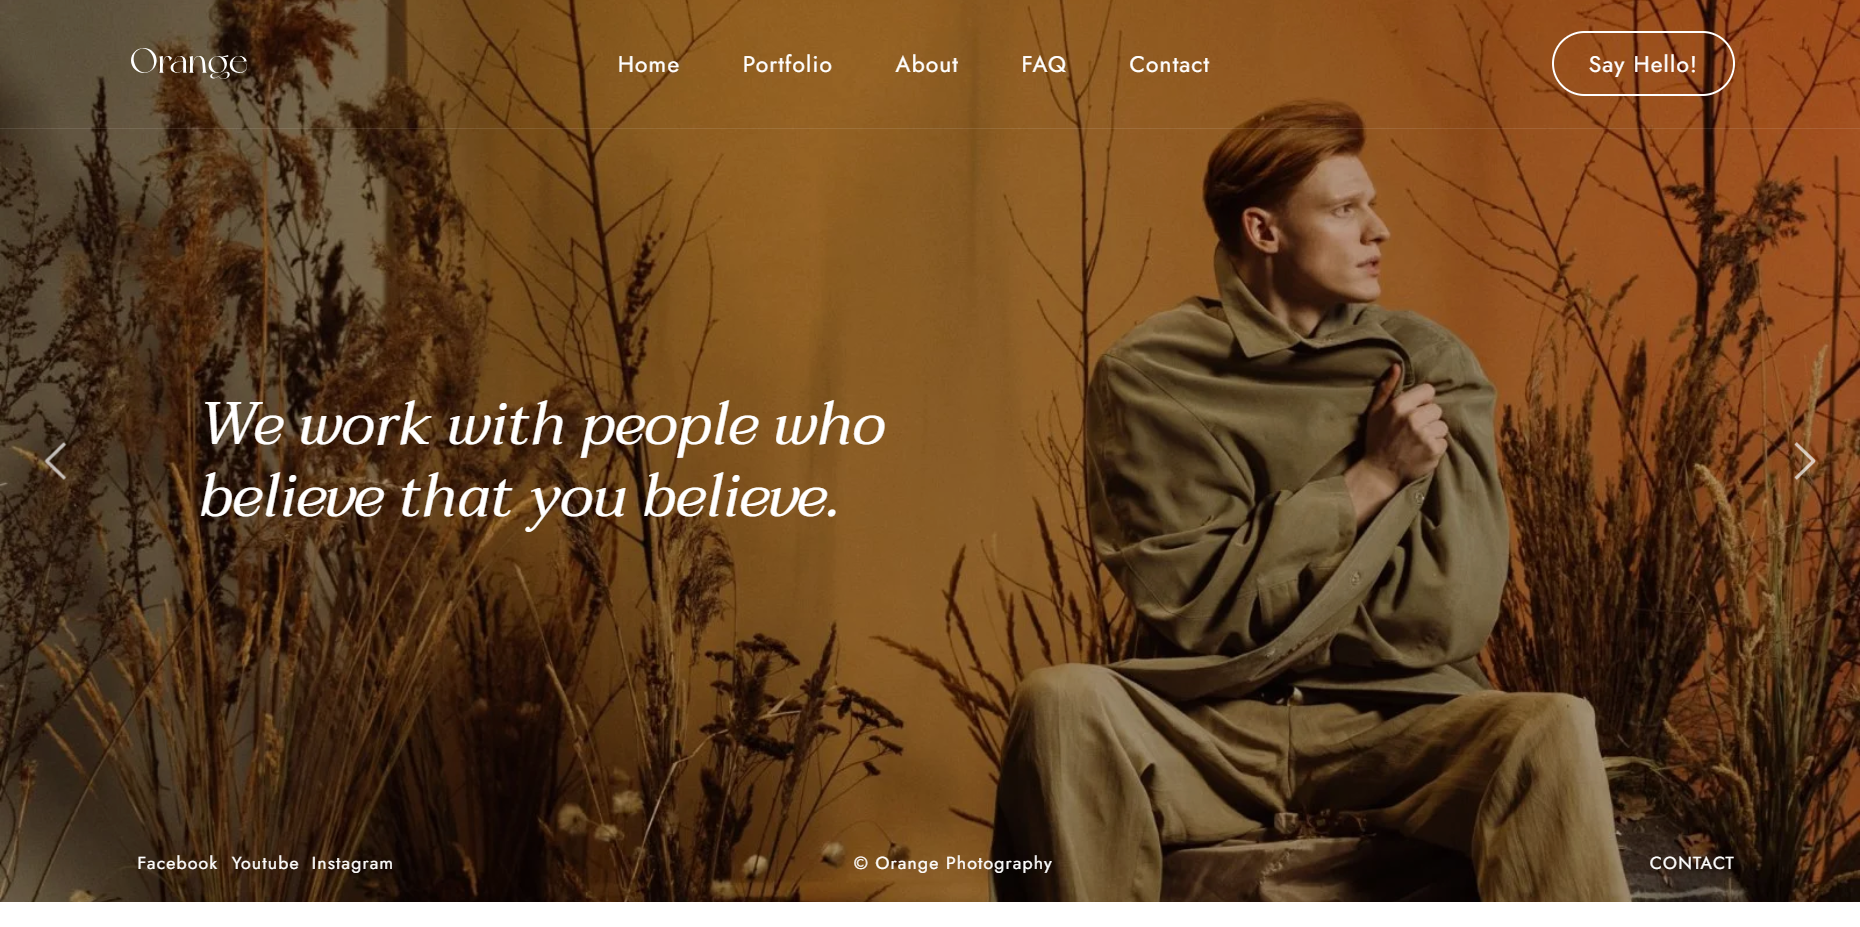 Orange
Home Portfolio About FAQ Contact
Say Hello!
We work with people who
believe that you believe.
Facebook Youtube Instagram
© Orange Photography
CONTACT